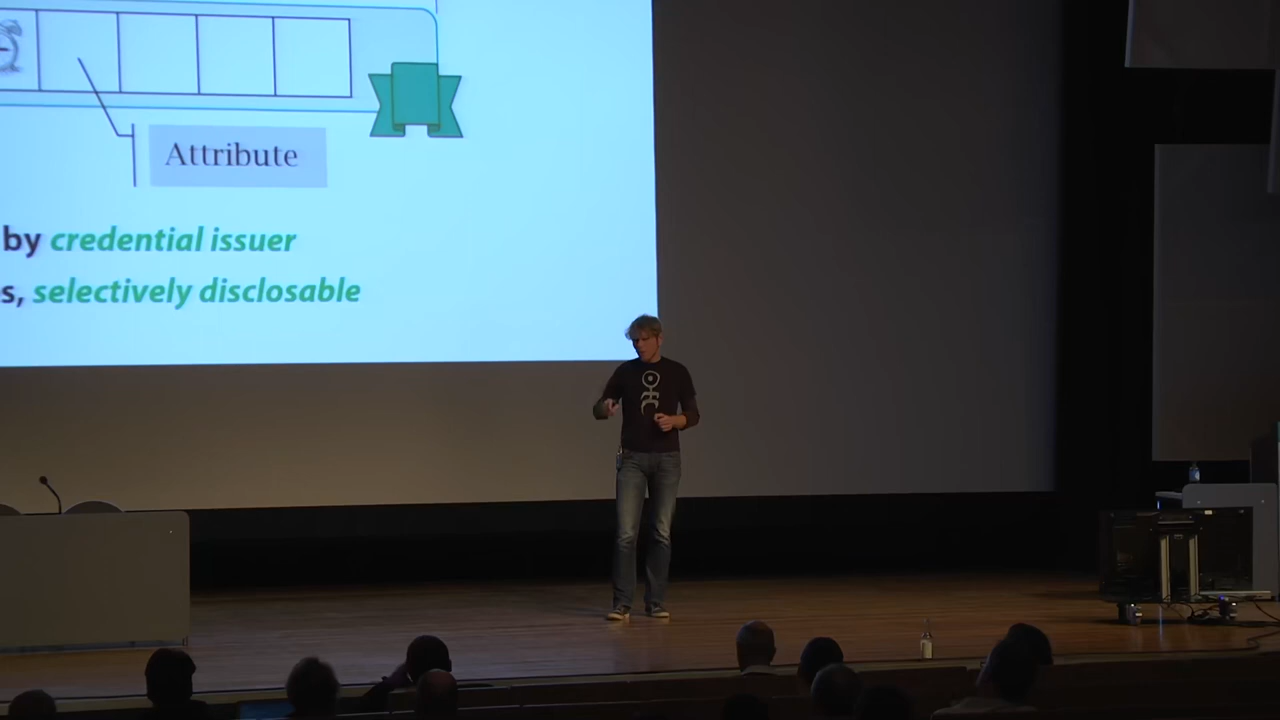 Attribute
by credential issuer
s, selectively disclosable